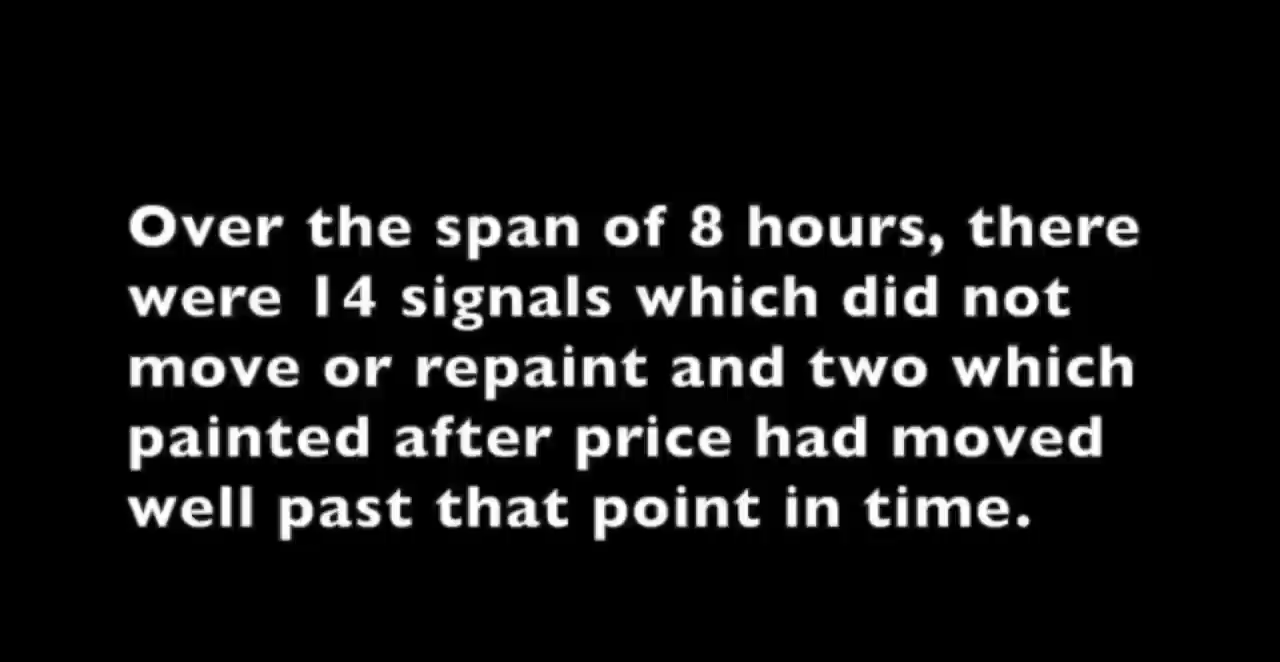 Over the span of 8 hours, there
were 14 signals which did not
move or repaint and two which
painted after price had moved
well past that point in time.